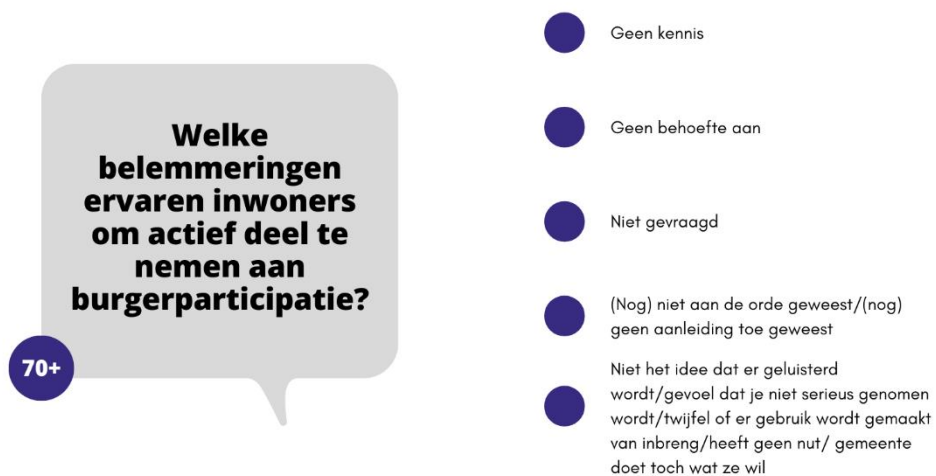 Welke
belemmeringen
ervaren inwoners
om actief deel te
nemen aan
burgerparticipatie?
70+
Geen kennis
Geen behoefte aan
Niet gevraagd
(Nog) niet aan de orde geweest/(nog)
geen aanleiding toe geweest
Niet het idee dat er geluisterd
wordt/gevoel dat je niet serieus genomen
wordt/twijfel of er gebruik wordt gemaakt
van inbreng/heeft geen nut/ gemeente
doet toch wat ze wil